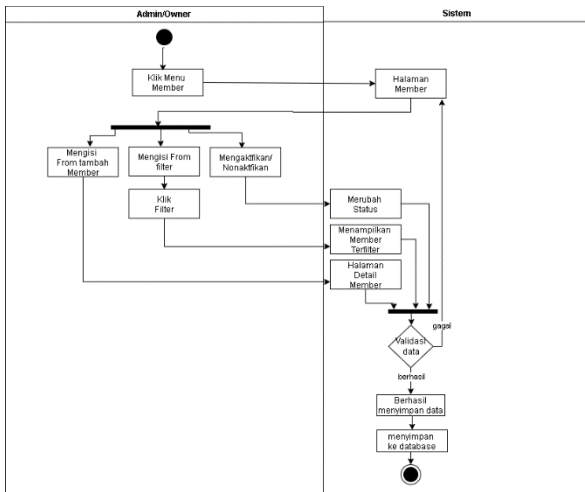 Admin/Owner
Sistem
Klik Menu
Member
Halaman
Member
Mengisi
From tambah
Member
Mengisi From
filter
Mengaktfikan/
Nonaktfikan
Klik
Filter
Merubah
Status
Menampilkan
Member
Terfilter
Halaman
Detail
Member
gagal
Validasi
data
berhasil
Berhasil
menyimpan data
menyimpan
ke database